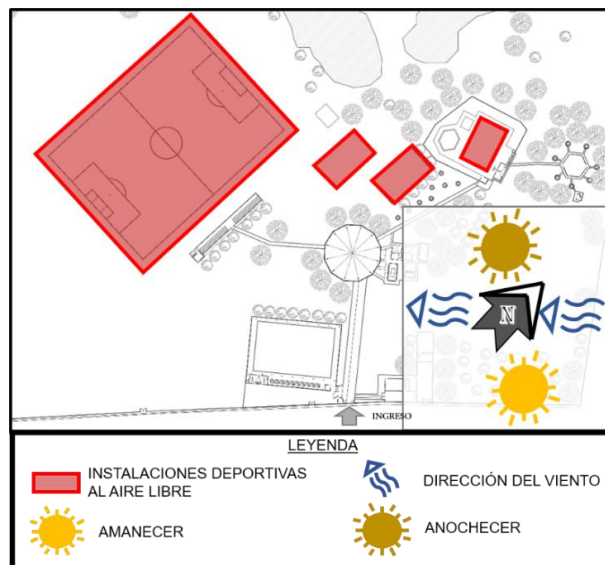 N
INGRESO
LEYENDA
INSTALACIONES DEPORTIVAS
AL AIRE LIBRE
DIRECCIÓN DEL VIENTO
AMANECER
ANOCHECER